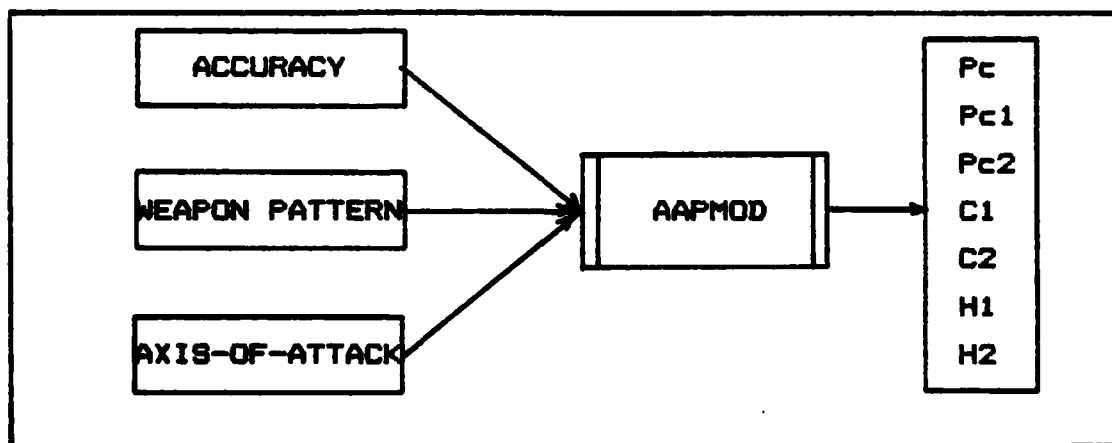 ACCURACY
WEAPON PATTERN
AXIS-OF-ATTACK
AAPMOD
Pc
Pc1
Pc2
C1
C2
H1
H2